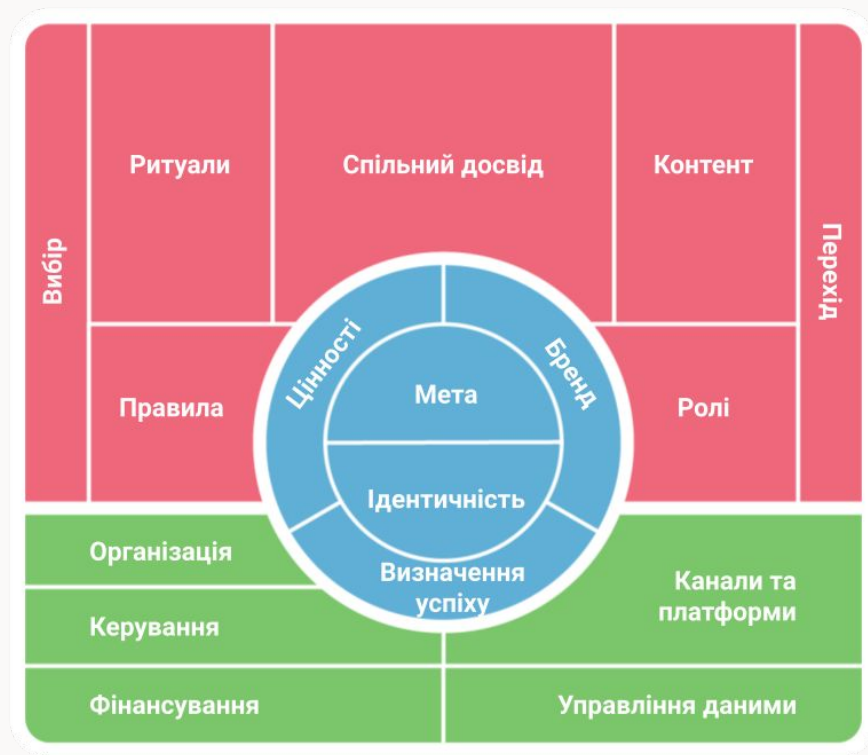 Ритуали
Спільний досвід
Контент
Вибір
Перехід
Правила
Ролі
Цінності
Бренд
Мета
Ідентичність
Визначення
успіху
Організація
Керування
Фінансування
Канали та
платформи
Управління даними